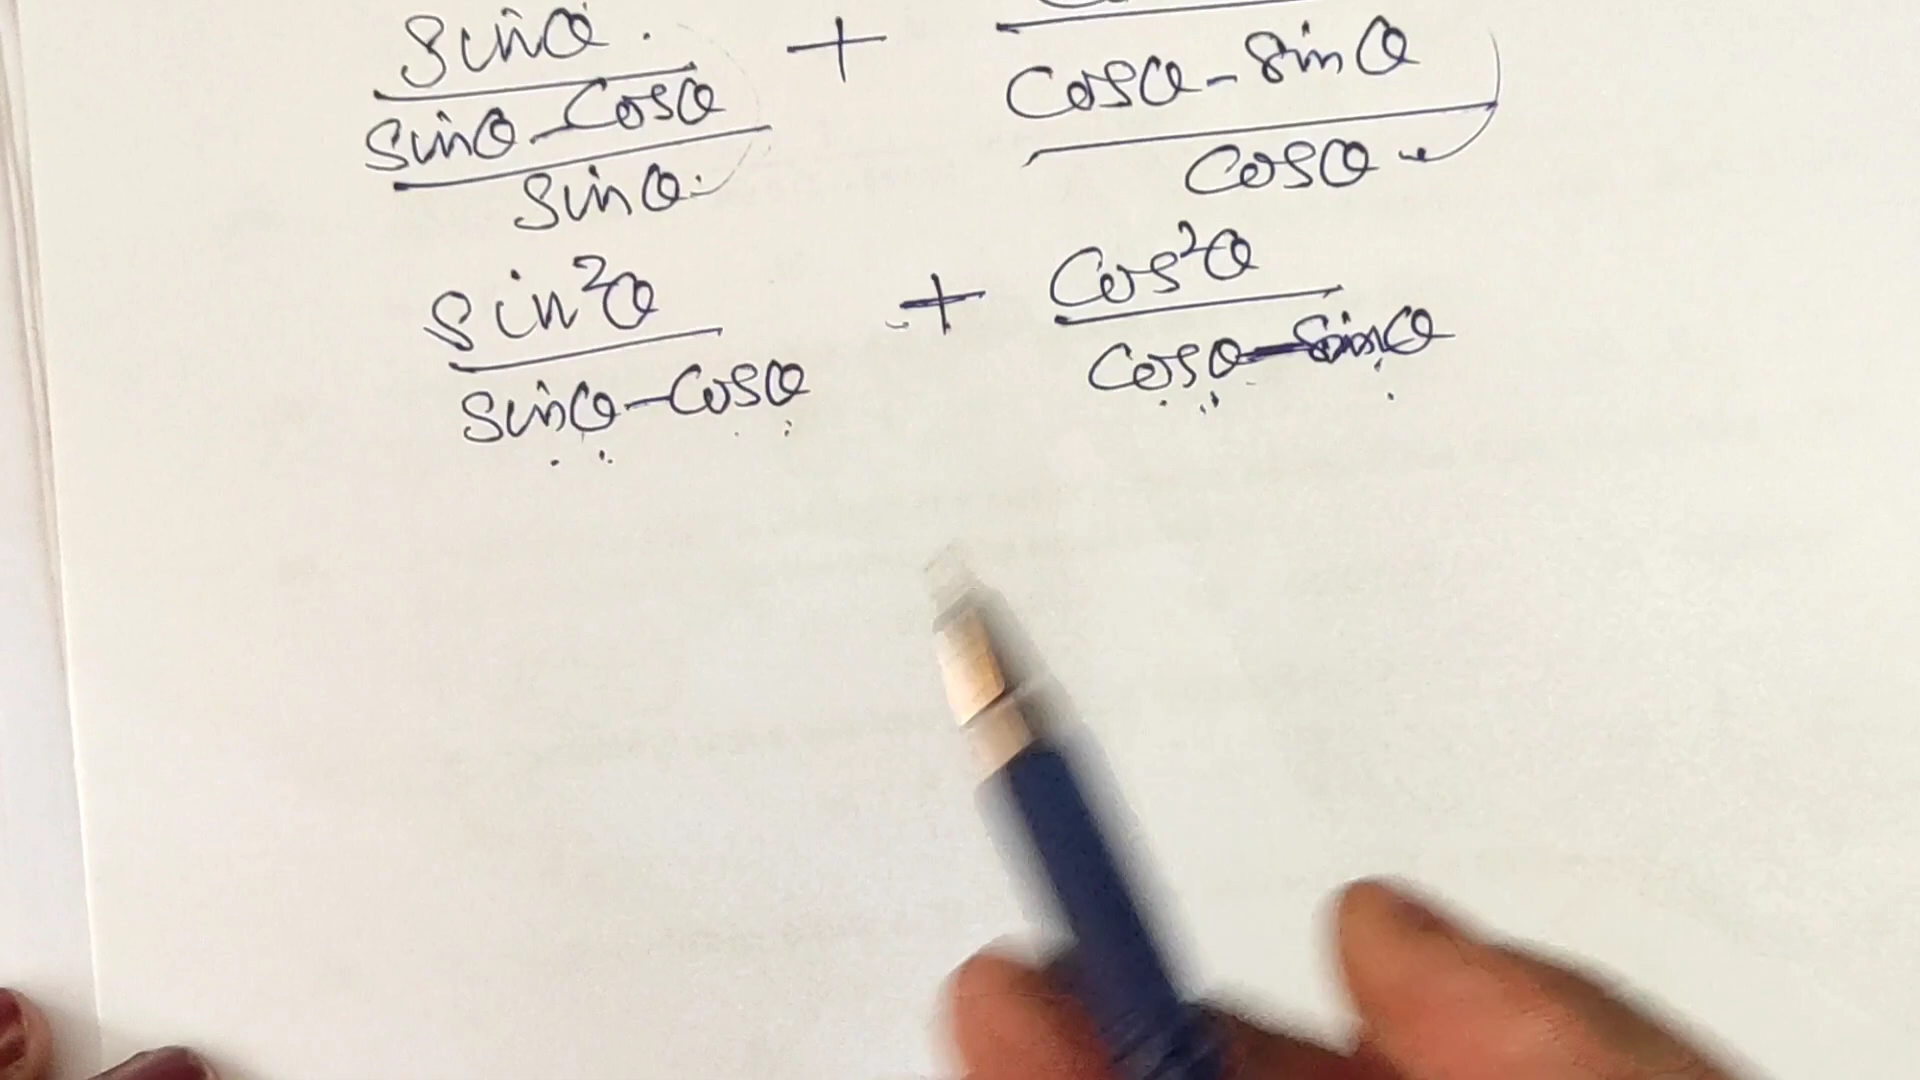 sinθ. +
sinθ - cosθ cosθ - sinθ
sinθ. cosθ
sin²θ + cos²θ
sinθ - cosθ cosθ - sinθ